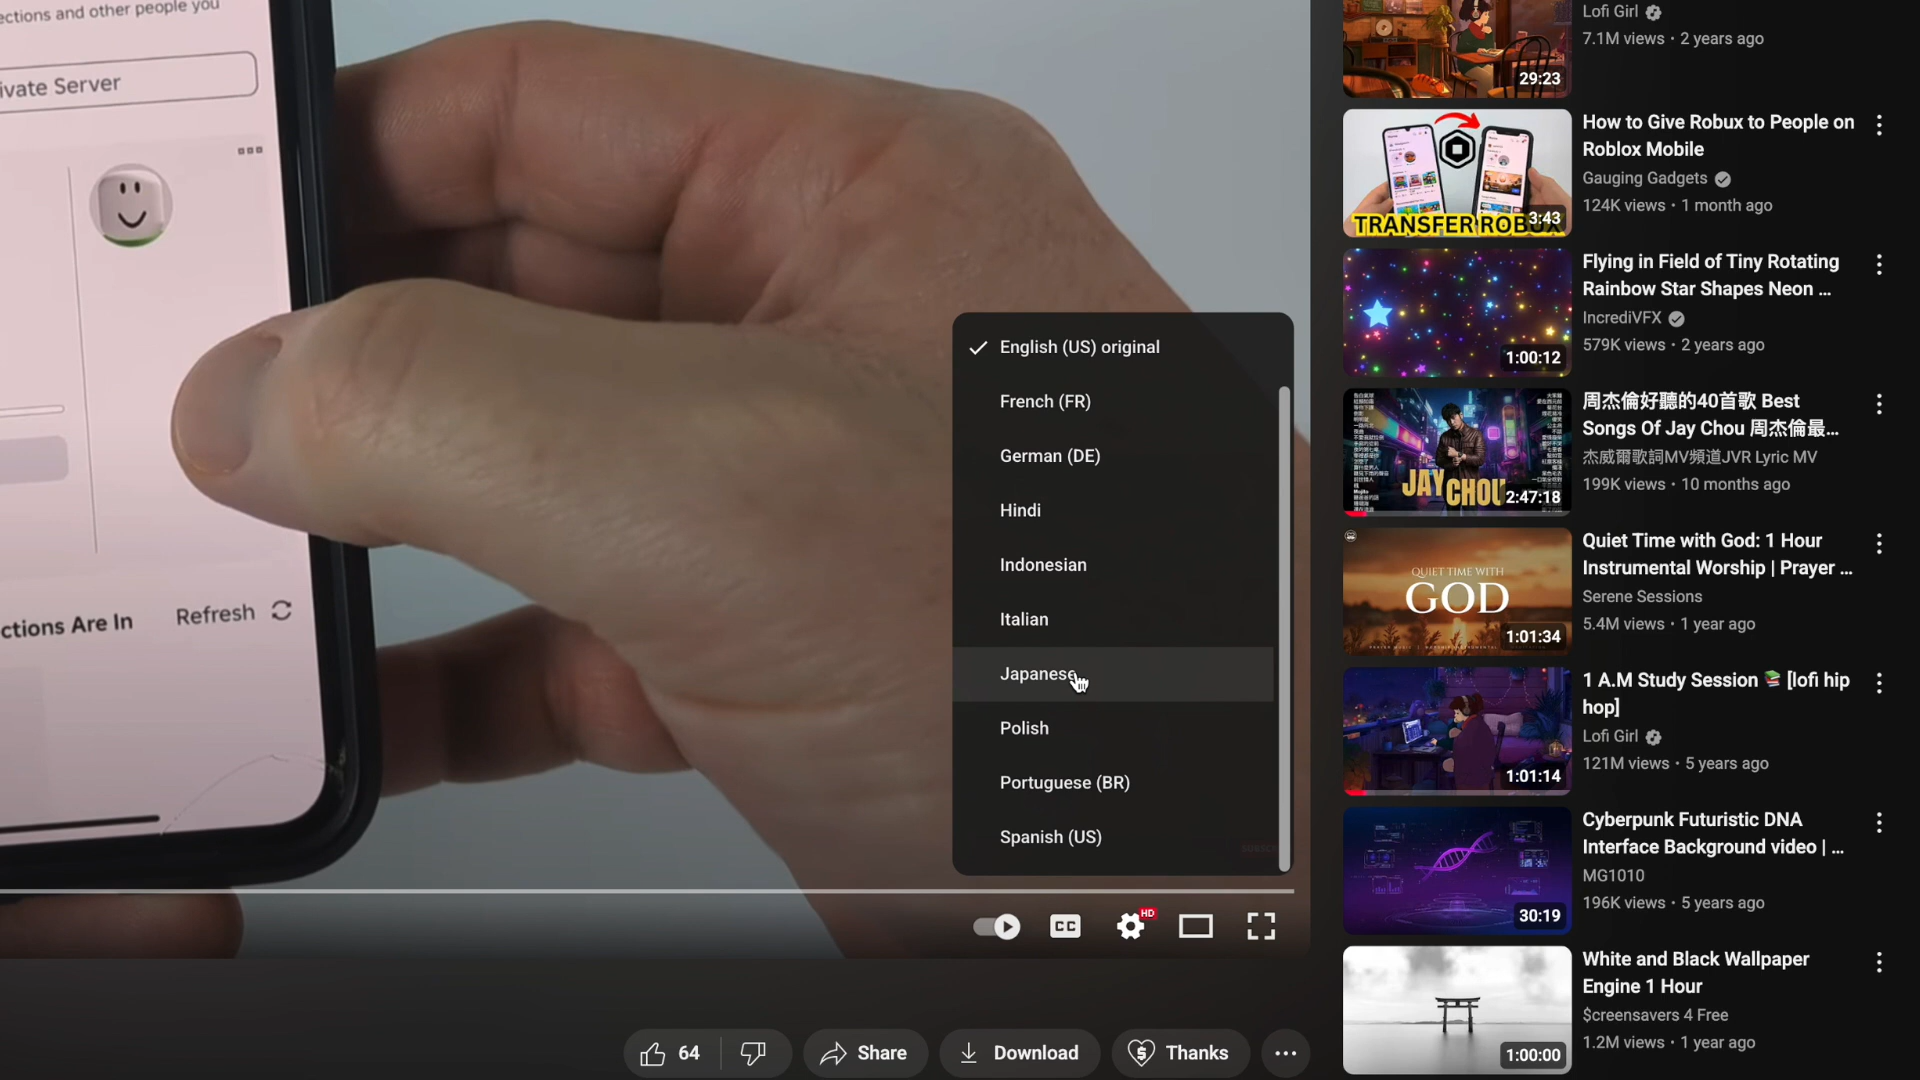 ections and other people you
ivate Server
ctions Are In
Refresh
English (US) original
French (FR)
German (DE)
Hindi
Indonesian
Italian
Japanese
Polish
Portuguese (BR)
Spanish (US)
CC
HD
64
Share
Download
Thanks
Lofi Girl
7.1M views • 2 years ago
29:23
How to Give Robux to People on
Roblox Mobile
Gauging Gadgets
124K views • 1 month ago
TRANSFER ROBUX
3:43
Flying in Field of Tiny Rotating
Rainbow Star Shapes Neon ...
IncrediVFX
579K views • 2 years ago
1:00:12
周杰倫好聽的40首歌 Best
Songs Of Jay Chou 周杰倫最...
杰威爾歌詞MV頻道JVR Lyric MV
199K views • 10 months ago
JAY CHOU
2:47:18
Quiet Time with God: 1 Hour
Instrumental Worship | Prayer ...
Serene Sessions
5.4M views • 1 year ago
QUIET TIME WITH
GOD
1:01:34
1 A.M Study Session 📚 [lofi hip
hop]
Lofi Girl
121M views • 5 years ago
1:01:14
Cyberpunk Futuristic DNA
Interface Background video | ...
MG1010
196K views • 5 years ago
30:19
White and Black Wallpaper
Engine 1 Hour
$creensavers 4 Free
1.2M views • 1 year ago
1:00:00